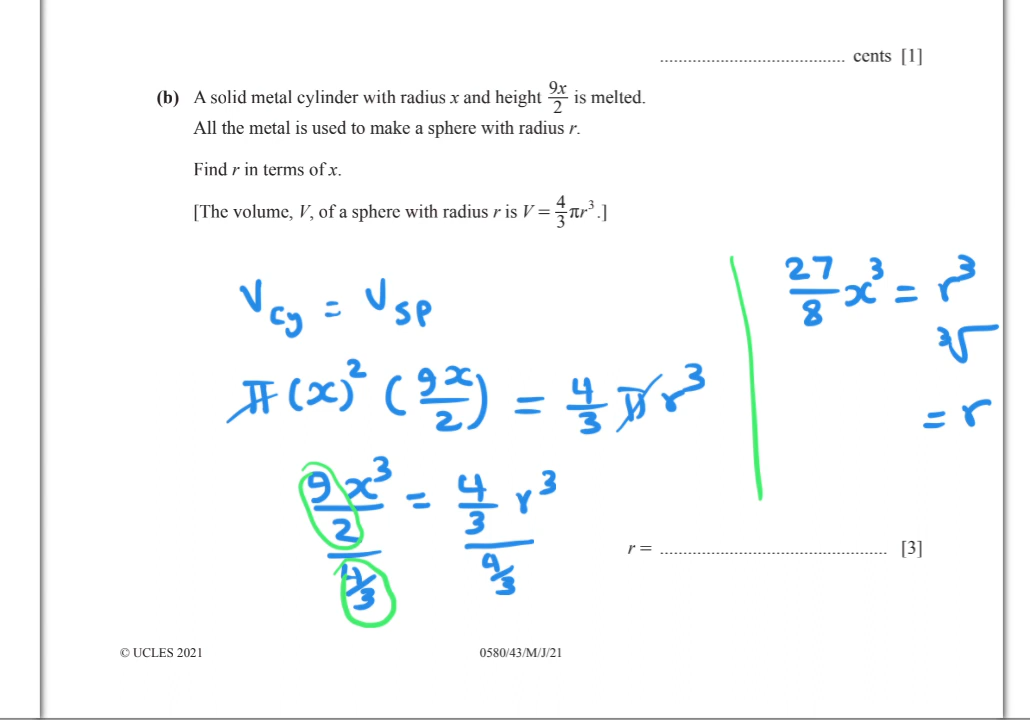 ........................................ cents [1]
(b) A solid metal cylinder with radius x and height 9x/2 is melted.
All the metal is used to make a sphere with radius r.
Find r in terms of x.
[The volume, V, of a sphere with radius r is V = 4/3 πr³.]
V_cy = V_sp
π(x)² (9x/2) = 4/3 π r³
9x³/2 / 4/3 = 4/3 r³ / 4/3
27/8 x³ = r³
∛
= r
r = ................................................ [3]
© UCLES 2021
0580/43/M/J/21